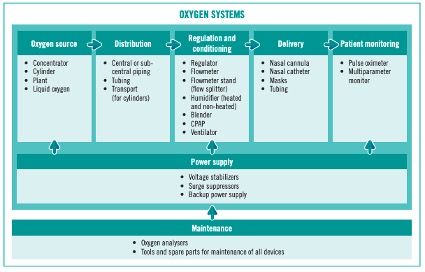 OXYGEN SYSTEMS
Oxygen source
• Concentrator
• Cylinder
• Plant
• Liquid oxygen
Distribution
• Central or sub-
central piping
• Tubing
• Transport
(for cylinders)
Regulation and
conditioning
• Regulator
• Flowmeter
• Flowmeter stand
(flow splitter)
• Humidifier (heated
and non-heated)
• Blender
• CPAP
• Ventilator
Delivery
• Nasal cannula
• Nasal catheter
• Masks
• Tubing
Patient monitoring
• Pulse oximeter
• Multiparameter
monitor
Power supply
• Voltage stabilizers
• Surge suppressors
• Backup power supply
Maintenance
• Oxygen analysers
• Tools and spare parts for maintenance of all devices